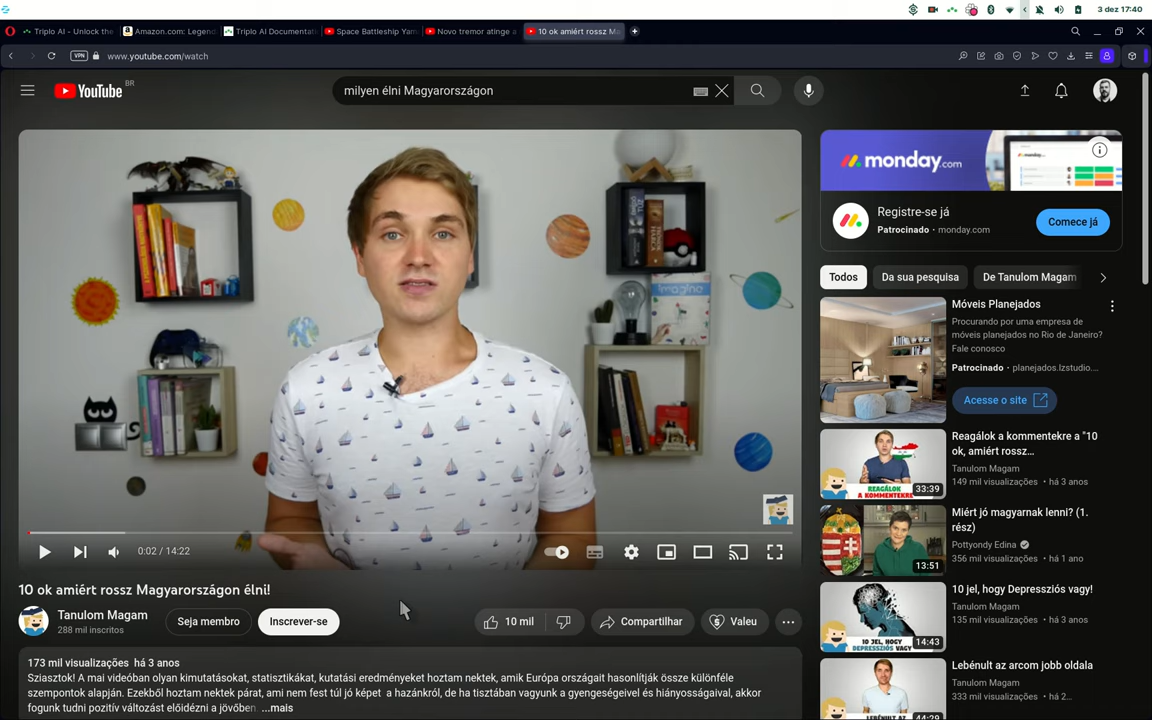 3 dez 17:40
Triplo AI - Unlock the
Amazon.com: Legend
Triplo AI Documentati
Space Battleship Yam
Novo tremor atinge a
10 ok amiért rossz Ma
VPN
www.youtube.com/watch
YouTube BR
milyen élni Magyarországon
monday.com
Registre-se já
Patrocinado · monday.com
Comece já
Todos
Da sua pesquisa
De Tanulom Magam
Móveis Planejados
Procurando por uma empresa de
móveis planejados no Rio de Janeiro?
Fale conosco
Patrocinado · planejados.lzstudio....
Acesse o site
imagine
REAGÁLOK
A KOMMENTEKRE
33:39
Reagálok a kommentekre a "10
ok, amiért rossz...
Tanulom Magam
149 mil visualizações · há 3 anos
13:51
Miért jó magyarnak lenni? (1.
rész)
Pottyondy Edina
356 mil visualizações · há 1 ano
10 JEL, HOGY
DEPRESSZIÓS VAGY
14:43
10 jel, hogy Depressziós vagy!
Tanulom Magam
135 mil visualizações · há 3 anos
LEBÉNULT AZ
44:29
Lebénult az arcom jobb oldala
Tanulom Magam
333 mil visualizações · há 2...
0:02 / 14:22
10 ok amiért rossz Magyarországon élni!
Tanulom Magam
288 mil inscritos
Seja membro
Inscrever-se
10 mil
Compartilhar
Valeu
173 mil visualizações há 3 anos
Sziasztok! A mai videóban olyan kimutatásokat, statisztikákat, kutatási eredményeket hoztam nektek, amik Európa országait hasonlítják össze különféle
szempontok alapján. Ezekből hoztam nektek párat, ami nem fest túl jó képet a hazánkról, de ha tisztában vagyunk a gyengeségeivel és hiányosságaival, akkor
fogunk tudni pozitív változást előidézni a jövőben. ...mais